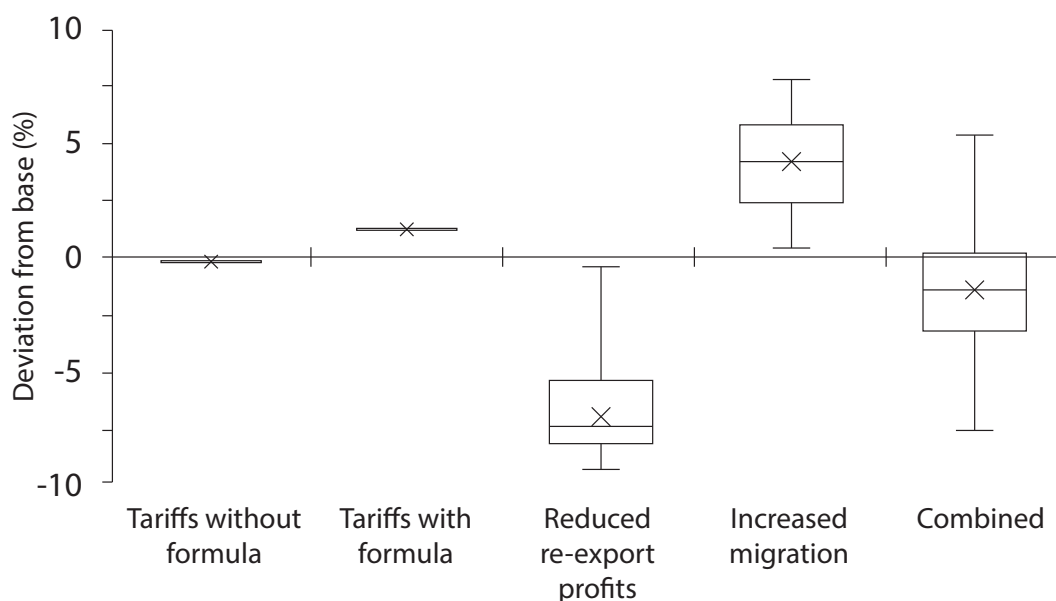 10
5
0
-5
-10
Deviation from base (%)
Tariffs without
formula
Tariffs with
formula
Reduced
re-export
profits
Increased
migration
Combined